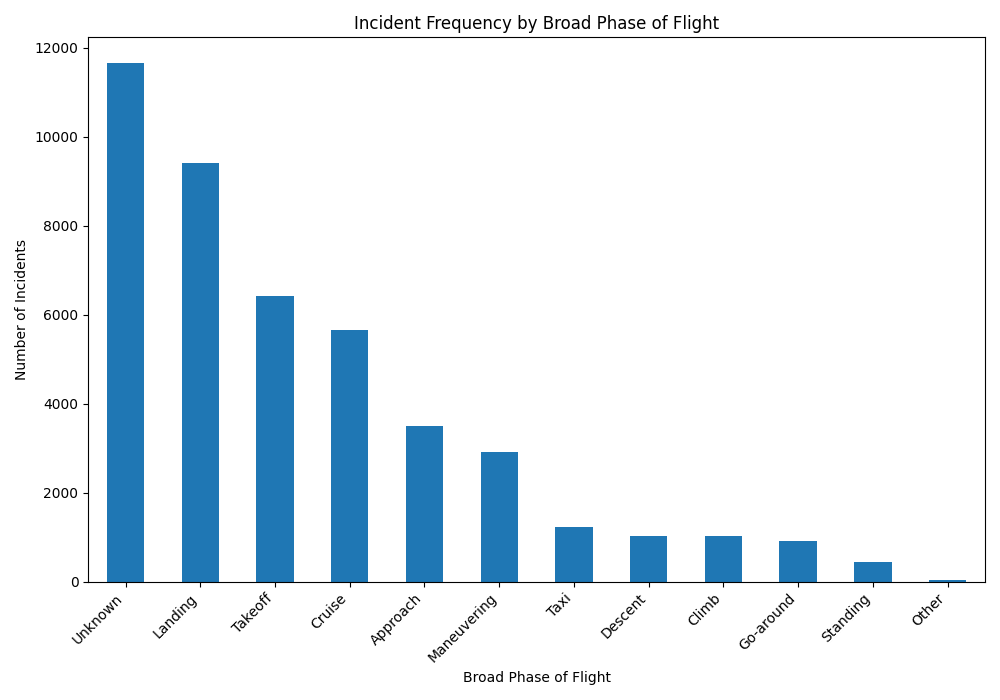 Incident Frequency by Broad Phase of Flight
Number of Incidents
12000
10000
8000
6000
4000
2000
0
Unknown
Landing
Takeoff
Cruise
Approach
Maneuvering
Taxi
Descent
Climb
Go-around
Standing
Other
Broad Phase of Flight